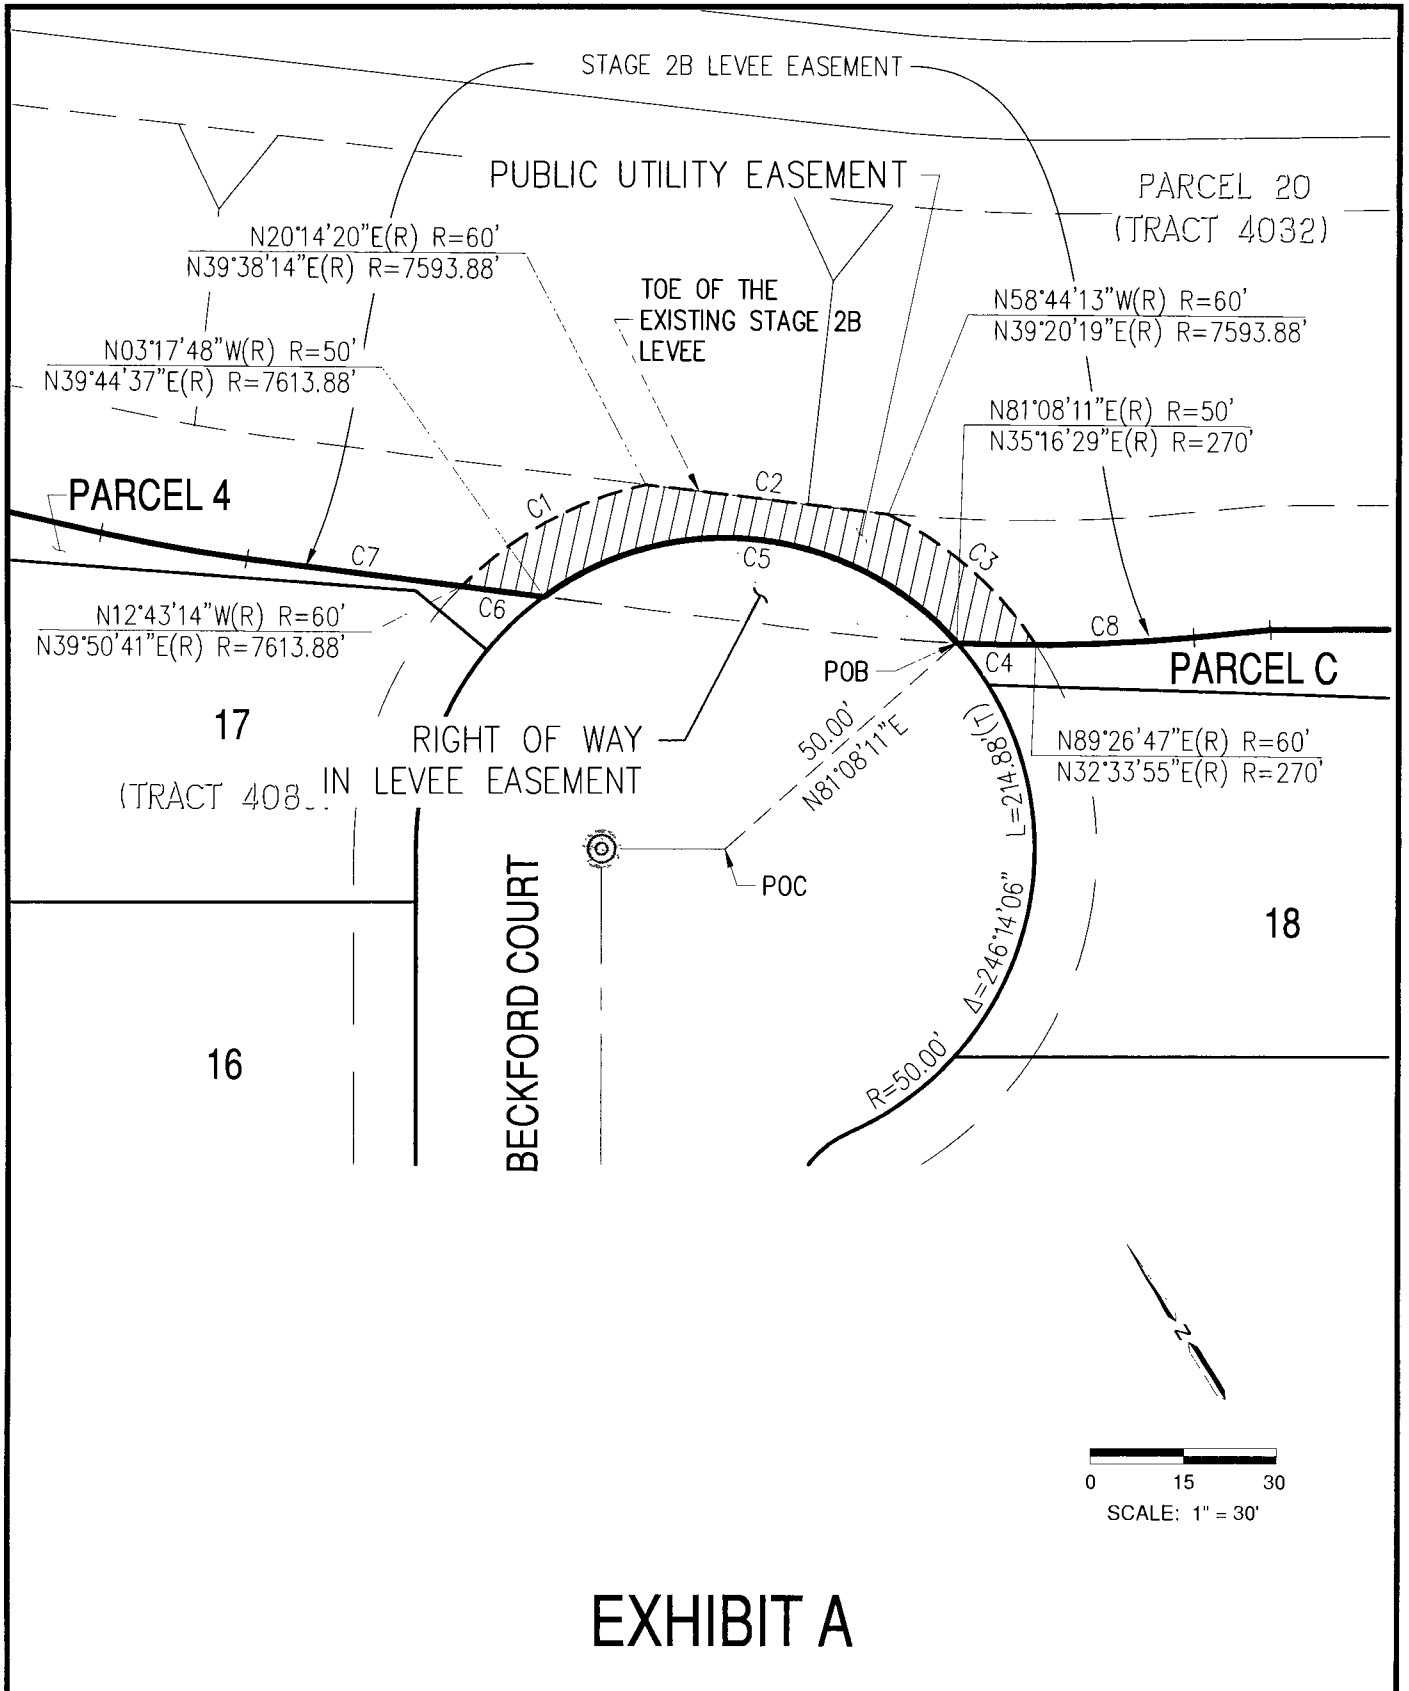 STAGE 2B LEVEE EASEMENT
PUBLIC UTILITY EASEMENT
PARCEL 20
(TRACT 4032)
N20°14'20"E(R) R=60'
N39°38'14"E(R) R=7593.88'
TOE OF THE
EXISTING STAGE 2B
LEVEE
N58°44'13"W(R) R=60'
N39°20'19"E(R) R=7593.88'
N03°17'48"W(R) R=50'
N39°44'37"E(R) R=7613.88'
N81°08'11"E(R) R=50'
N35°16'29"E(R) R=270'
PARCEL 4
C1
C2
C3
C7
C5
C6
C8
C4
N12°43'14"W(R) R=60'
N39°50'41"E(R) R=7613.88'
POB
PARCEL C
17
(TRACT 408
RIGHT OF WAY
IN LEVEE EASEMENT
50.00'
N81°08'11"E
L=214.88'(T)
N89°26'47"E(R) R=60'
N32°33'55"E(R) R=270'
POC
BECKFORD COURT
18
Δ=246°14'06"
R=50.00'
16
N
0 15 30
SCALE: 1" = 30'
EXHIBIT A